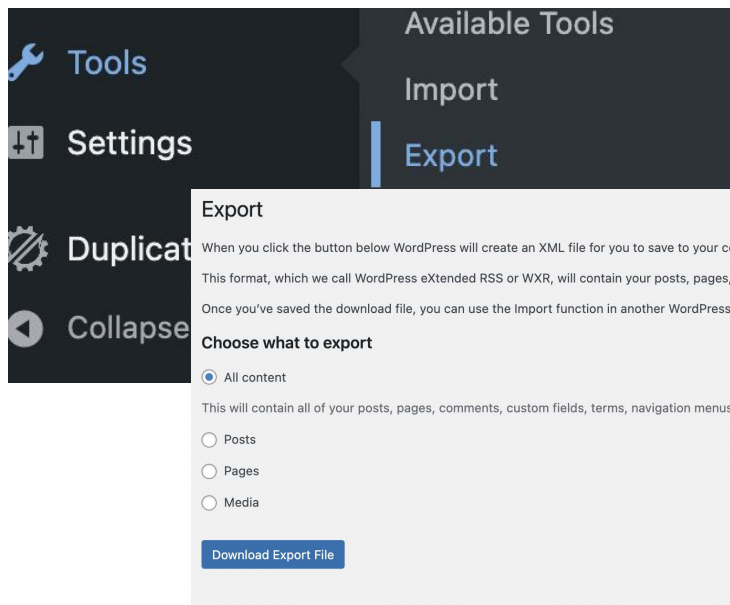 Available Tools
Tools
Import
Settings
Export
Duplicat
Collapse
Export
When you click the button below WordPress will create an XML file for you to save to your c
This format, which we call WordPress eXtended RSS or WXR, will contain your posts, pages,
Once you’ve saved the download file, you can use the Import function in another WordPress
Choose what to export
All content
This will contain all of your posts, pages, comments, custom fields, terms, navigation menus
Posts
Pages
Media
Download Export File